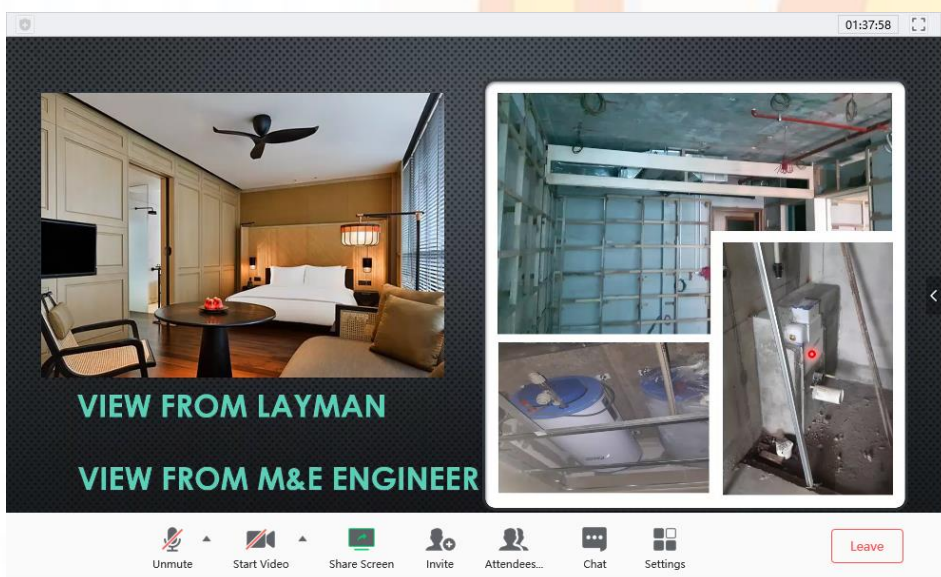 01:37:58
VIEW FROM LAYMAN
VIEW FROM M&E ENGINEER
Unmute
Start Video
Share Screen
Invite
Attendees...
Chat
Settings
Leave